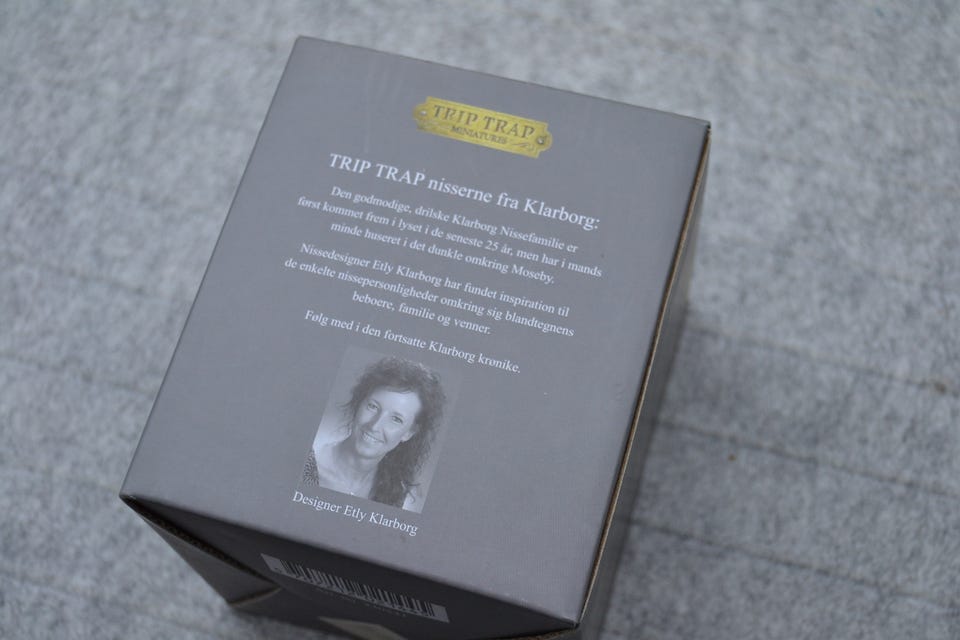 TRIP TRAP
MINIATURES
TRIP TRAP nisserne fra Klarborg:
Den godmodige, drilske Klarborg Nissefamilie er
først kommet frem i lyset i de seneste 25 år, men har i mands
minde huseret i det dunkle omkring Moseby.
Nissedesigner Etly Klarborg har fundet inspiration til
de enkelte nissepersonligheder omkring sig blandtegnens
beboere, familie og venner.
Følg med i den fortsatte Klarborg krønike.
Designer Etly Klarborg